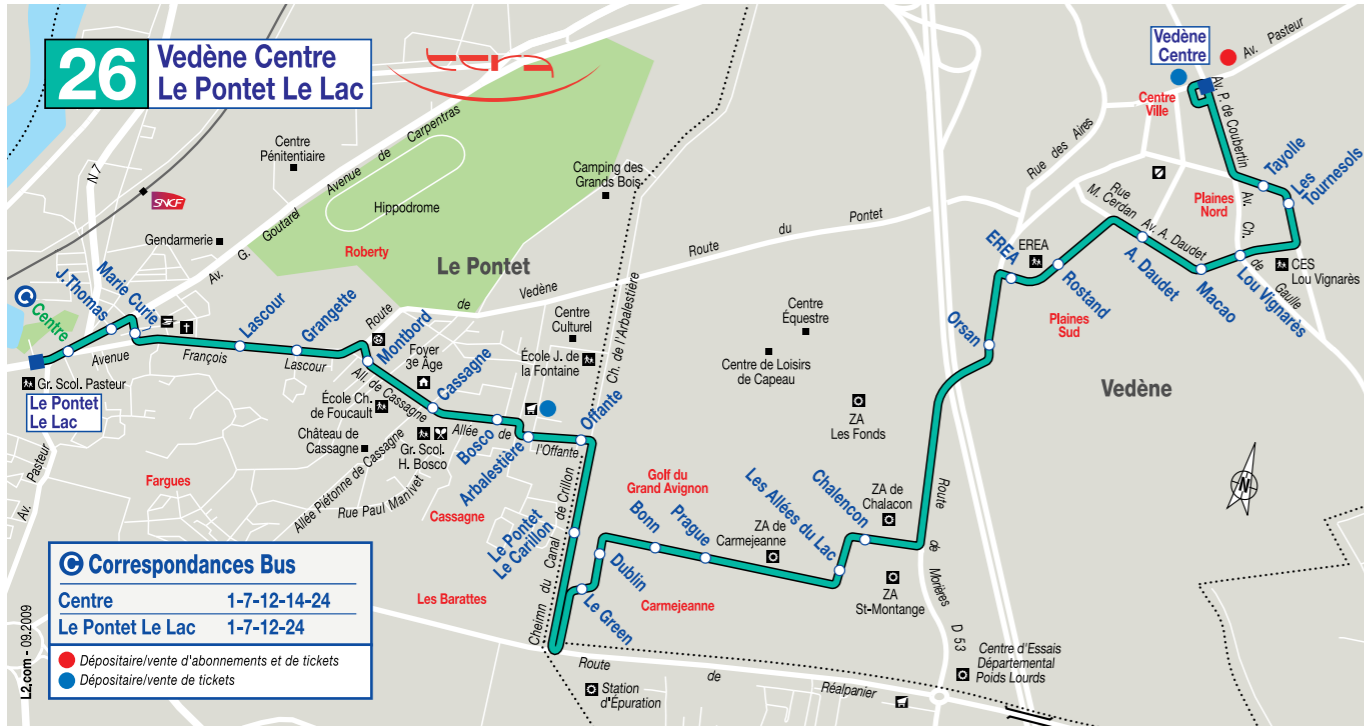 26
Vedène Centre
Le Pontet Le Lac
Vedène
Centre
Av. Pasteur
Centre
Ville
Av. P. de Coubertin
Tayolle
Les
Tournesols
Rue des Aires
Plaines
Nord
Rue
M. Cerdan
Av. A. Daudet
Av.
Ch.
de
Gaulle
CES
Lou Vignarès
Lou Vignarès
Macao
A. Daudet
Rostand
EREA
EREA
Plaines
Sud
Orsan
Vedène
N 7
SNCF
Centre
Pénitentiaire
Gendarmerie
Av. G. Goutarel
Avenue de Carpentras
Hippodrome
Roberty
Camping des
Grands Bois
Le Pontet
Route
de
Vedène
Route
du
Pontet
Ch. de l'Arbalestière
Centre
Équestre
Centre de Loisirs
de Capeau
ZA
Les Fonds
C
Centre
J.Thomas
Marie Curie
Lascour
Grangette
Montbord
Avenue
François
Lascour
Gr. Scol. Pasteur
Le Pontet
Le Lac
Foyer
3e Âge
Centre
Culturel
École J. de
la Fontaine
Cassagne
All. de Cassagne
École Ch.
de Foucault
Château de
Cassagne
Gr. Scol.
H. Bosco
Allée
de
l'Offante
Bosco
Arbalestière
Offante
Allée Piétonne de Cassagne
Rue Paul Manivet
Av.
Pasteur
Fargues
Cassagne
Les Barattes
Le Pontet
Le Carillon
Cheimn du Canal de Crillon
Golf du
Grand Avignon
Le Green
Dublin
Bonn
Prague
ZA de
Carmejeanne
Carmejeanne
Les Allées du Lac
Chalençon
ZA de
Chalacon
ZA
St-Montange
Route
de
Morières
D 53
Centre d'Essais
Départemental
Poids Lourds
Station
d'Épuration
Route
de
Réalpanier
N
C Correspondances Bus
Centre 1-7-12-14-24
Le Pontet Le Lac 1-7-12-24
Dépositaire/vente d'abonnements et de tickets
Dépositaire/vente de tickets
L2.com - 09.2009